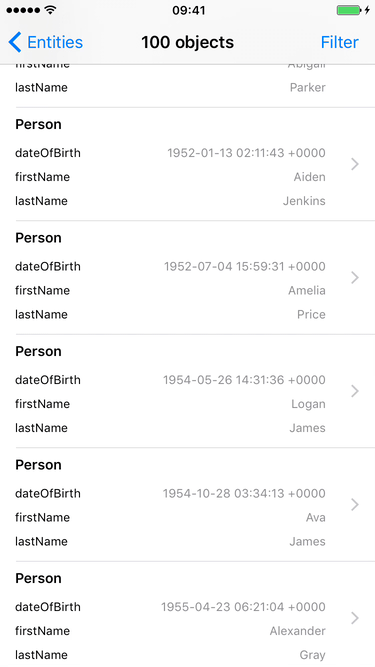 09:41
Entities 100 objects Filter
firstName Abigail
lastName Parker
Person
dateOfBirth 1952-01-13 02:11:43 +0000
firstName Aiden
lastName Jenkins
Person
dateOfBirth 1952-07-04 15:59:31 +0000
firstName Amelia
lastName Price
Person
dateOfBirth 1954-05-26 14:31:36 +0000
firstName Logan
lastName James
Person
dateOfBirth 1954-10-28 03:34:13 +0000
firstName Ava
lastName James
Person
dateOfBirth 1955-04-23 06:21:04 +0000
firstName Alexander
lastName Gray